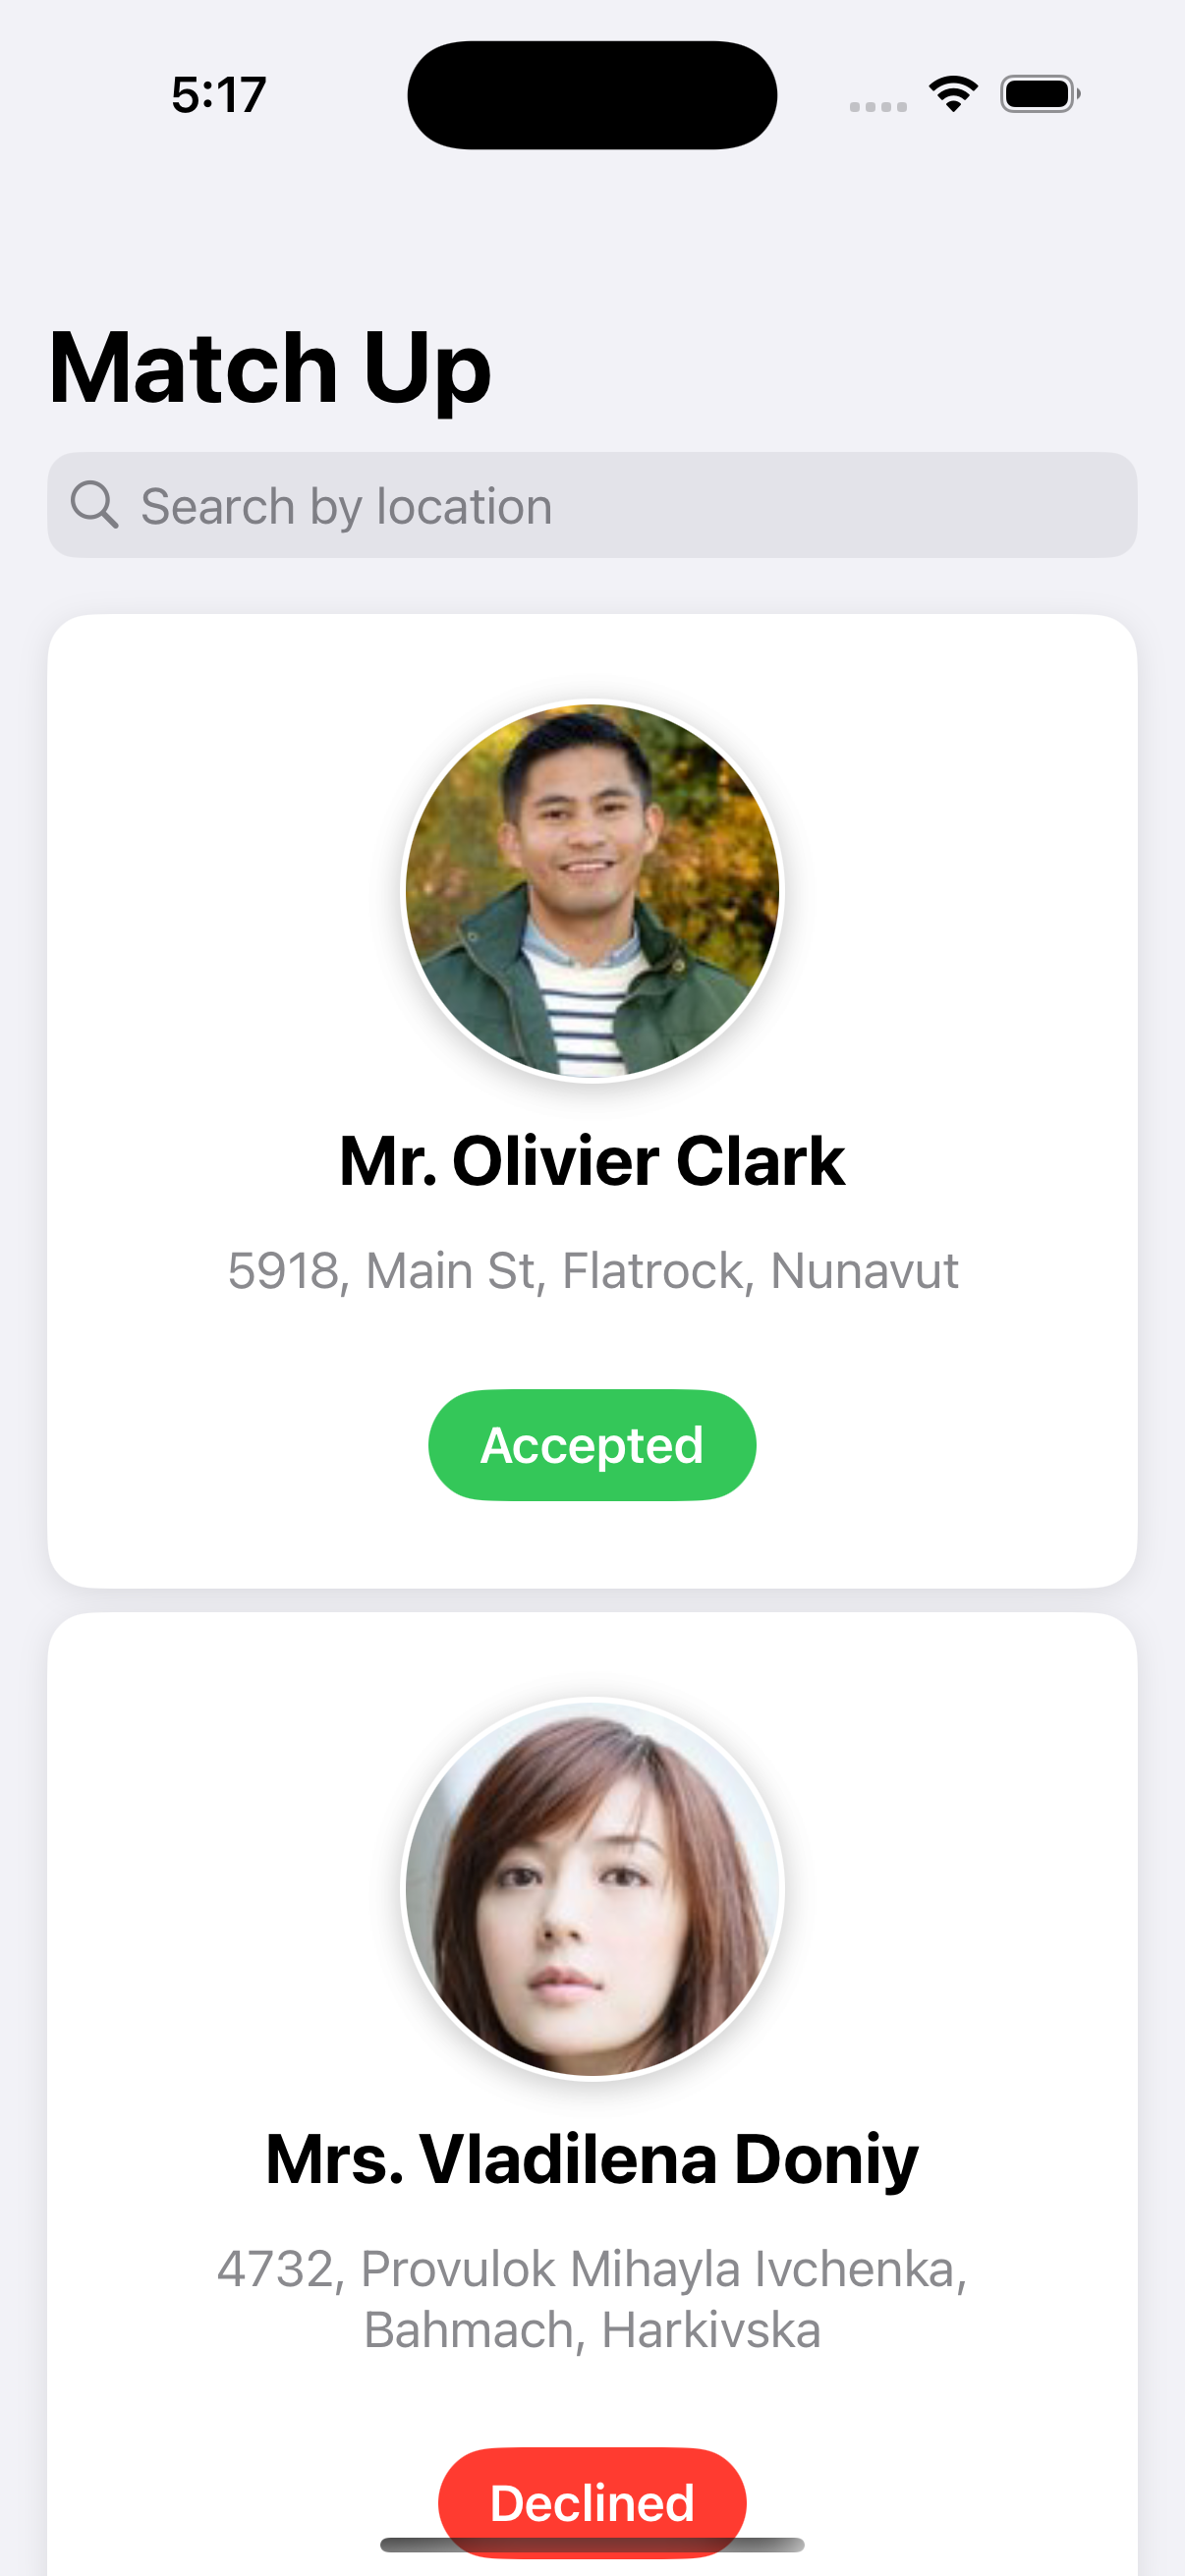 5:17
Match Up
Search by location
Mr. Olivier Clark
5918, Main St, Flatrock, Nunavut
Accepted
Mrs. Vladilena Doniy
4732, Provulok Mihayla Ivchenka,
Bahmach, Harkivska
Declined